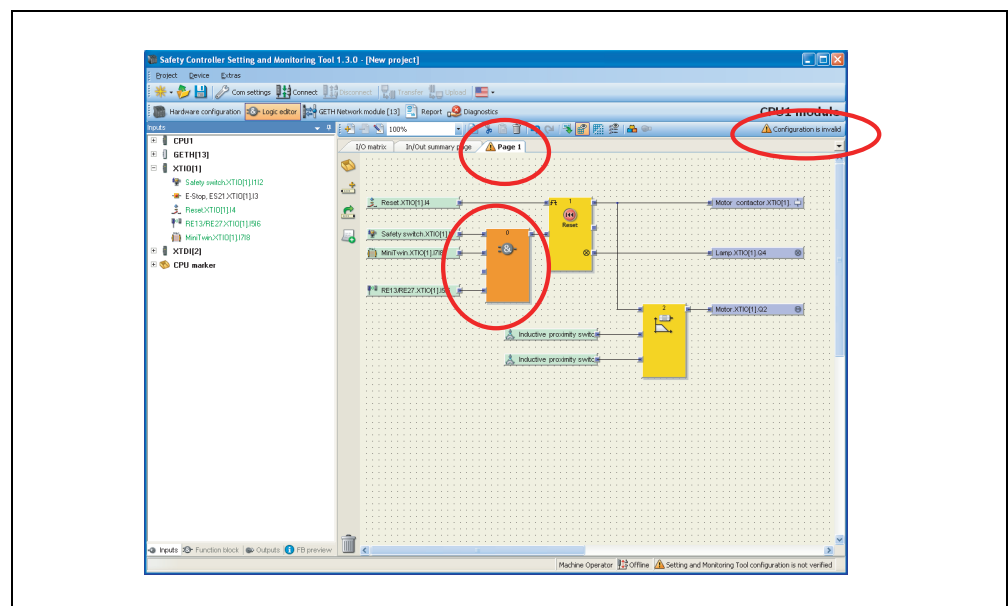 Safety Controller Setting and Monitoring Tool 1.3.0 - [New project]
Project Device Extras
Com settings Connect Disconnect Transfer Upload
Hardware configuration Logic editor GETH Network module [13] Report Diagnostics CPU1 module
Inputs 100% Configuration is invalid
I/O matrix In/Out summary page Page 1
CPU1
GETH[13]
XTIO[1]
Safety switch.XTIO[1].I1I2
E-Stop, ES21.XTIO[1].I3
Reset.XTIO[1].I4
RE13/RE27.XTIO[1].I5I6
MiniTwin.XTIO[1].I7I8
XTDI[2]
CPU marker
Reset.XTIO[1].I4
1
Reset
Motor contactor.XTIO[1].
Safety switch.XTIO[1].
0
&
MiniTwin.XTIO[1].I7I8
Lamp.XTIO[1].Q4
RE13/RE27.XTIO[1].I5I6
2
Motor.XTIO[1].Q2
Inductive proximity switc
Inductive proximity switc
Inputs Function block Outputs FB preview
Machine Operator Offline Setting and Monitoring Tool configuration is not verified